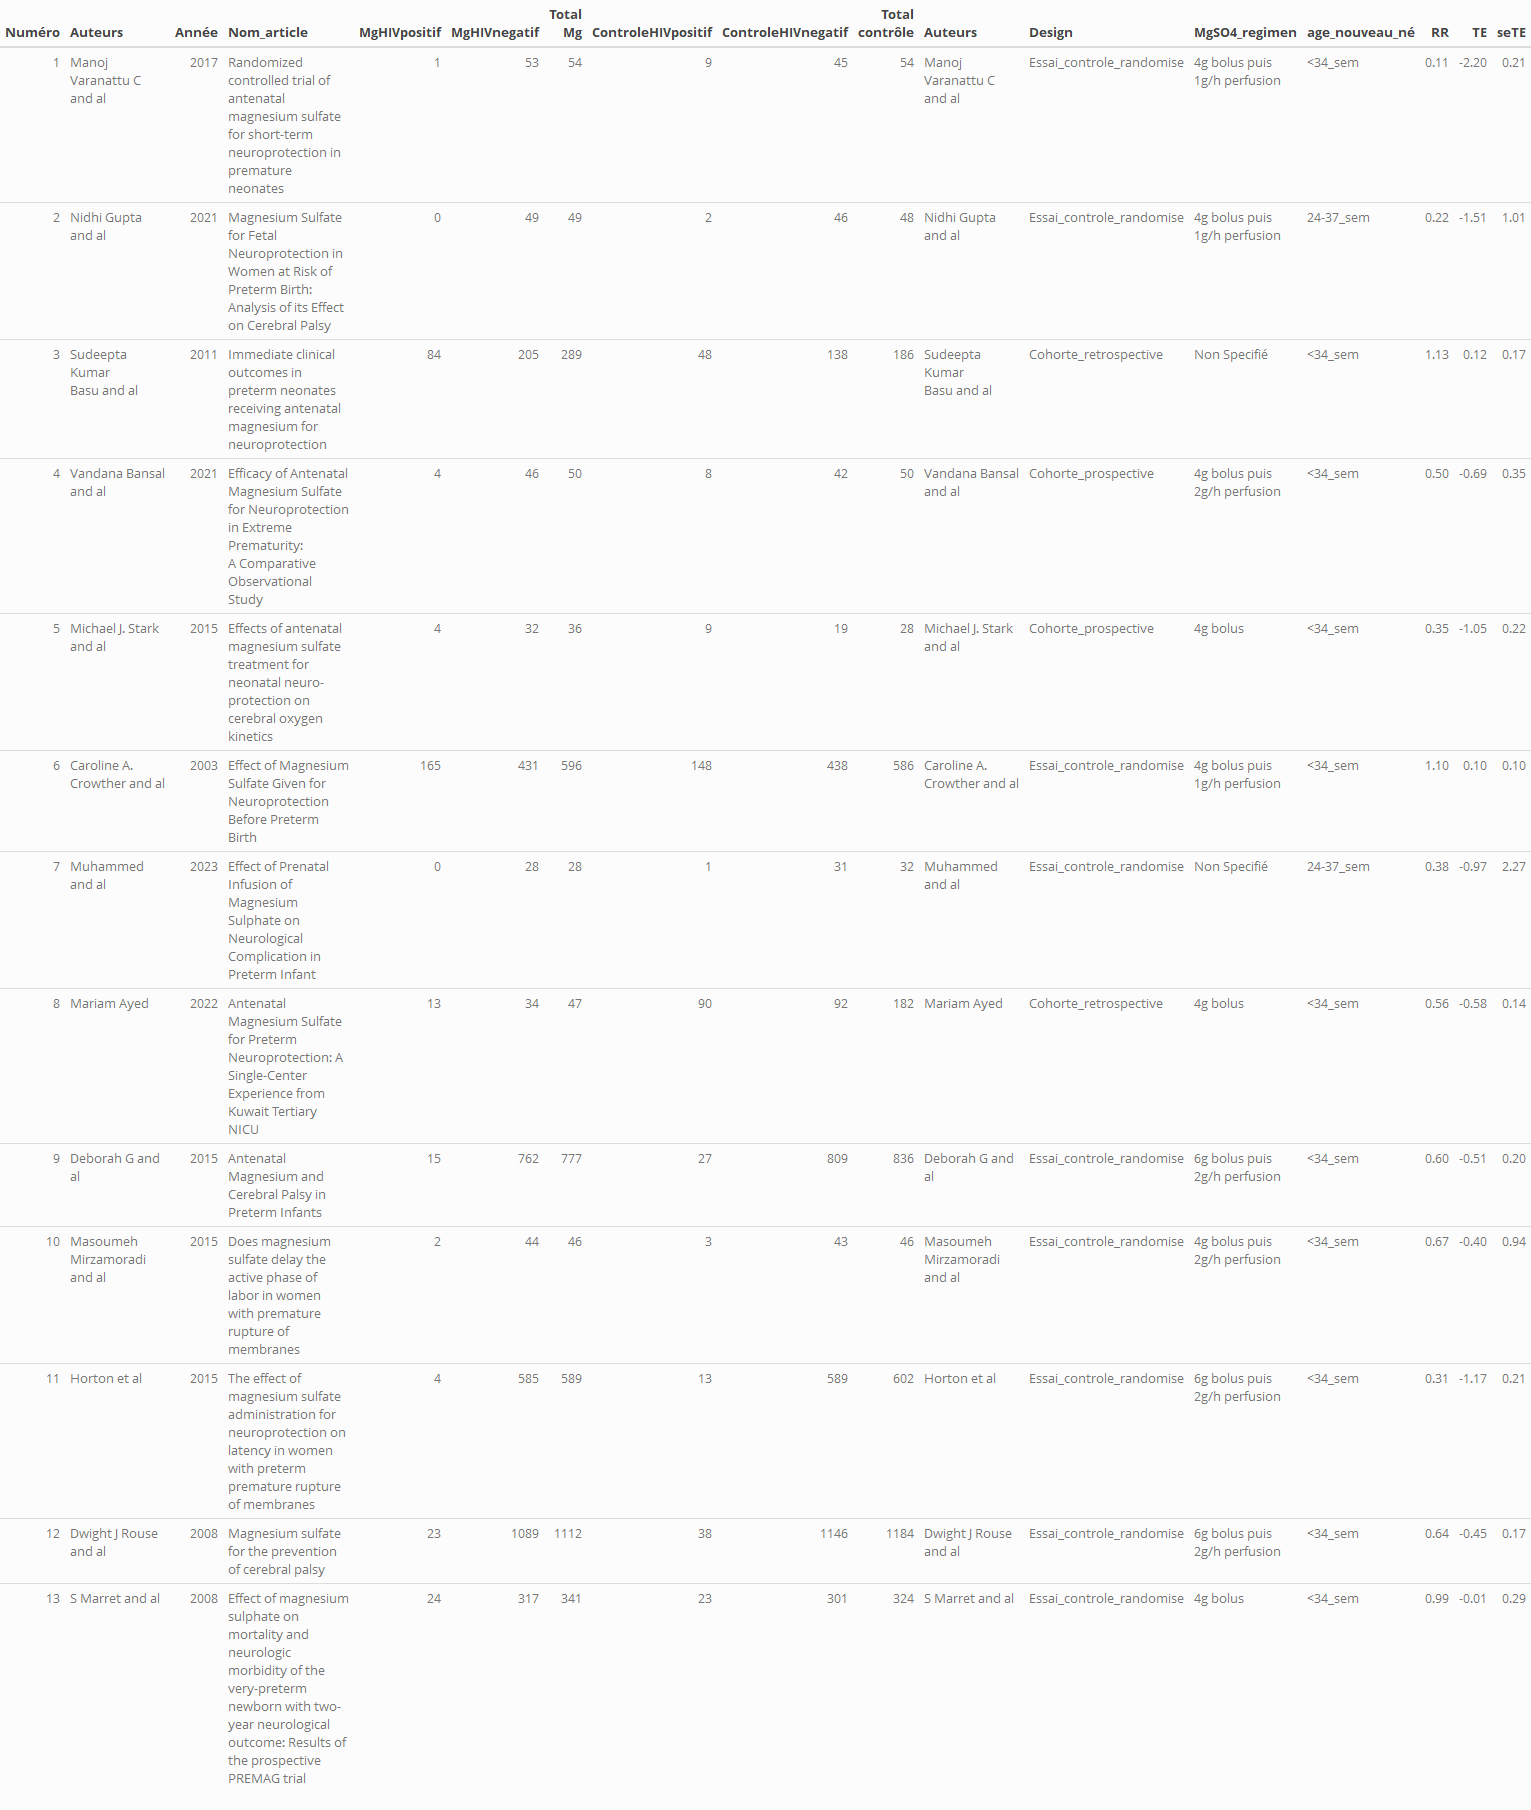 Numéro Auteurs Année Nom_article MgHIVpositif MgHIVnegatif Total Mg ControleHIVpositif ControleHIVnegatif Total contrôle Auteurs Design MgSO4_regimen age_nouveau_né RR TE seTE
1 Manoj Varanattu C and al 2017 Randomized controlled trial of antenatal magnesium sulfate for short-term neuroprotection in premature neonates 1 53 54 9 45 54 Manoj Varanattu C and al Essai_controle_randomise 4g bolus puis 1g/h perfusion <34_sem 0.11 -2.20 0.21
2 Nidhi Gupta and al 2021 Magnesium Sulfate for Fetal Neuroprotection in Women at Risk of Preterm Birth: Analysis of its Effect on Cerebral Palsy 0 49 49 2 46 48 Nidhi Gupta and al Essai_controle_randomise 4g bolus puis 1g/h perfusion 24-37_sem 0.22 -1.51 1.01
3 Sudeepta Kumar Basu and al 2011 Immediate clinical outcomes in preterm neonates receiving antenatal magnesium for neuroprotection 84 205 289 48 138 186 Sudeepta Kumar Basu and al Cohorte_retrospective Non Specifié <34_sem 1.13 0.12 0.17
4 Vandana Bansal and al 2021 Efficacy of Antenatal Magnesium Sulfate for Neuroprotection in Extreme Prematurity: A Comparative Observational Study 4 46 50 8 42 50 Vandana Bansal and al Cohorte_prospective 4g bolus puis 2g/h perfusion <34_sem 0.50 -0.69 0.35
5 Michael J. Stark and al 2015 Effects of antenatal magnesium sulfate treatment for neonatal neuro-protection on cerebral oxygen kinetics 4 32 36 9 19 28 Michael J. Stark and al Cohorte_prospective 4g bolus <34_sem 0.35 -1.05 0.22
6 Caroline A. Crowther and al 2003 Effect of Magnesium Sulfate Given for Neuroprotection Before Preterm Birth 165 431 596 148 438 586 Caroline A. Crowther and al Essai_controle_randomise 4g bolus puis 1g/h perfusion <34_sem 1.10 0.10 0.10
7 Muhammed and al 2023 Effect of Prenatal Infusion of Magnesium Sulphate on Neurological Complication in Preterm Infant 0 28 28 1 31 32 Muhammed and al Essai_controle_randomise Non Specifié 24-37_sem 0.38 -0.97 2.27
8 Mariam Ayed 2022 Antenatal Magnesium Sulfate for Preterm Neuroprotection: A Single-Center Experience from Kuwait Tertiary NICU 13 34 47 90 92 182 Mariam Ayed Cohorte_retrospective 4g bolus <34_sem 0.56 -0.58 0.14
9 Deborah G and al 2015 Antenatal Magnesium and Cerebral Palsy in Preterm Infants 15 762 777 27 809 836 Deborah G and al Essai_controle_randomise 6g bolus puis 2g/h perfusion <34_sem 0.60 -0.51 0.20
10 Masoumeh Mirzamoradi and al 2015 Does magnesium sulfate delay the active phase of labor in women with premature rupture of membranes 2 44 46 3 43 46 Masoumeh Mirzamoradi and al Essai_controle_randomise 4g bolus puis 2g/h perfusion <34_sem 0.67 -0.40 0.94
11 Horton et al 2015 The effect of magnesium sulfate administration for neuroprotection on latency in women with preterm premature rupture of membranes 4 585 589 13 589 602 Horton et al Essai_controle_randomise 6g bolus puis 2g/h perfusion <34_sem 0.31 -1.17 0.21
12 Dwight J Rouse and al 2008 Magnesium sulfate for the prevention of cerebral palsy 23 1089 1112 38 1146 1184 Dwight J Rouse and al Essai_controle_randomise 6g bolus puis 2g/h perfusion <34_sem 0.64 -0.45 0.17
13 S Marret and al 2008 Effect of magnesium sulphate on mortality and neurologic morbidity of the very-preterm newborn with two-year neurological outcome: Results of the prospective PREMAG trial 24 317 341 23 301 324 S Marret and al Essai_controle_randomise 4g bolus <34_sem 0.99 -0.01 0.29